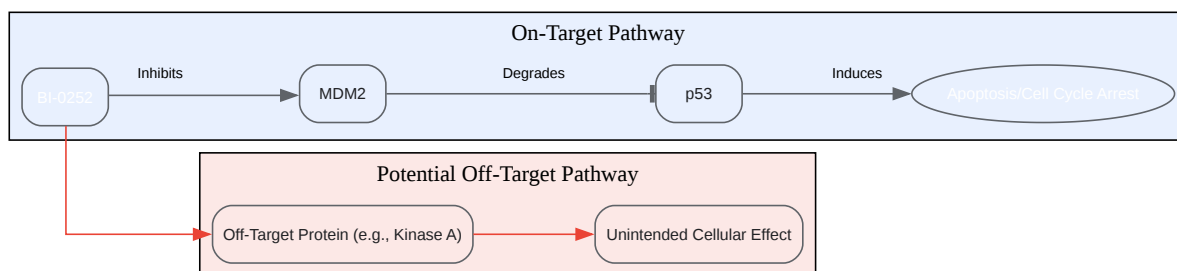 On-Target Pathway
Inhibits
Degrades
Induces
BI-0252
MDM2
p53
Apoptosis/Cell Cycle Arrest
Potential Off-Target Pathway
Off-Target Protein (e.g., Kinase A)
Unintended Cellular Effect